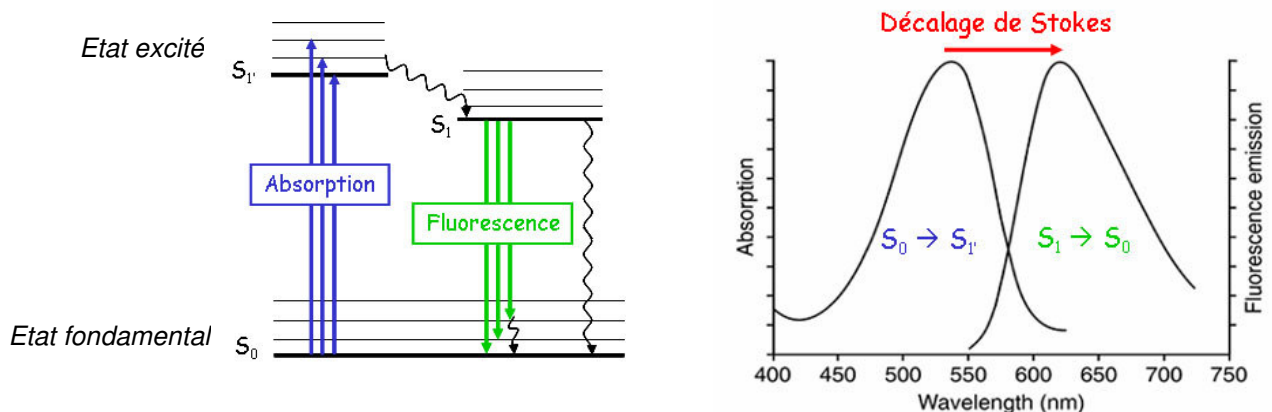 Etat excité
S1'
S1
Absorption
Fluorescence
Etat fondamental
S0
Décalage de Stokes
Absorption
Fluorescence emission
S0 → S1'
S1 → S0
400 450 500 550 600 650 700 750
Wavelength (nm)